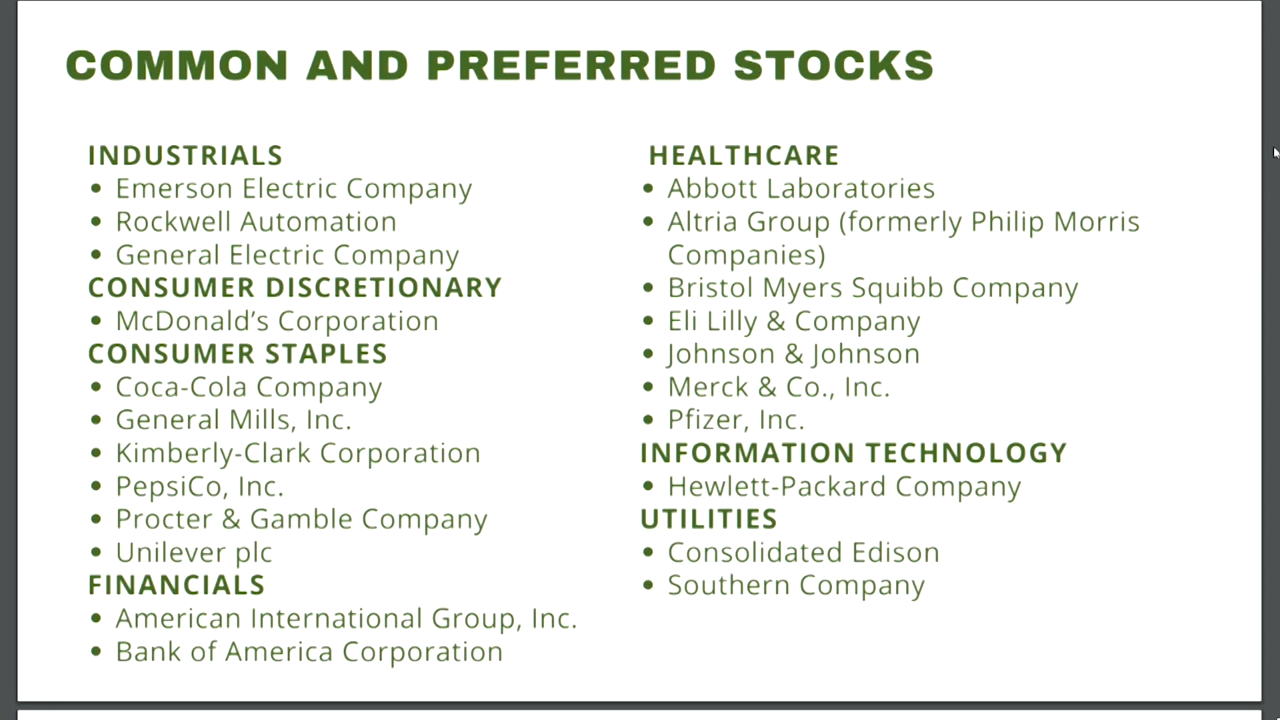 COMMON AND PREFERRED STOCKS
INDUSTRIALS
• Emerson Electric Company
• Rockwell Automation
• General Electric Company
CONSUMER DISCRETIONARY
• McDonald’s Corporation
CONSUMER STAPLES
• Coca-Cola Company
• General Mills, Inc.
• Kimberly-Clark Corporation
• PepsiCo, Inc.
• Procter & Gamble Company
• Unilever plc
FINANCIALS
• American International Group, Inc.
• Bank of America Corporation
HEALTHCARE
• Abbott Laboratories
• Altria Group (formerly Philip Morris
Companies)
• Bristol Myers Squibb Company
• Eli Lilly & Company
• Johnson & Johnson
• Merck & Co., Inc.
• Pfizer, Inc.
INFORMATION TECHNOLOGY
• Hewlett-Packard Company
UTILITIES
• Consolidated Edison
• Southern Company